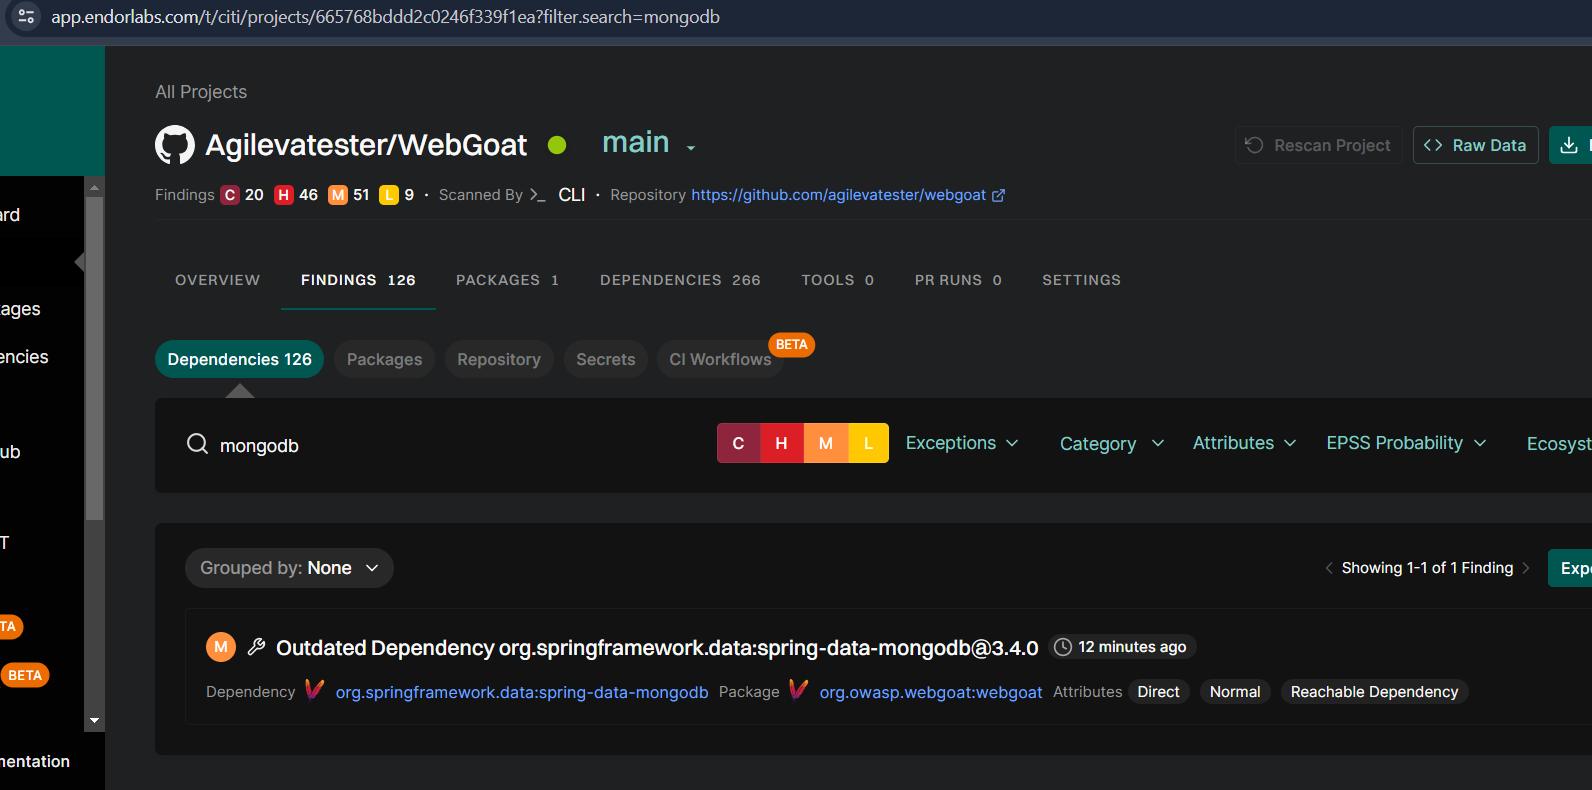 app.endorlabs.com/t/citi/projects/665768bddd2c0246f339f1ea?filter.search=mongodb
All Projects
Agilevatester/WebGoat main
Rescan Project
Raw Data
Findings C 20 H 46 M 51 L 9 · Scanned By CLI · Repository https://github.com/agilevatester/webgoat
ard
ages
encies
ub
T
TA
BETA
mentation
OVERVIEW FINDINGS 126 PACKAGES 1 DEPENDENCIES 266 TOOLS 0 PR RUNS 0 SETTINGS
Dependencies 126 Packages Repository Secrets CI Workflows BETA
mongodb C H M L Exceptions Category Attributes EPSS Probability Ecosyst
Grouped by: None
Showing 1-1 of 1 Finding
Expo
M Outdated Dependency org.springframework.data:spring-data-mongodb@3.4.0 12 minutes ago
Dependency org.springframework.data:spring-data-mongodb Package org.owasp.webgoat:webgoat Attributes Direct Normal Reachable Dependency